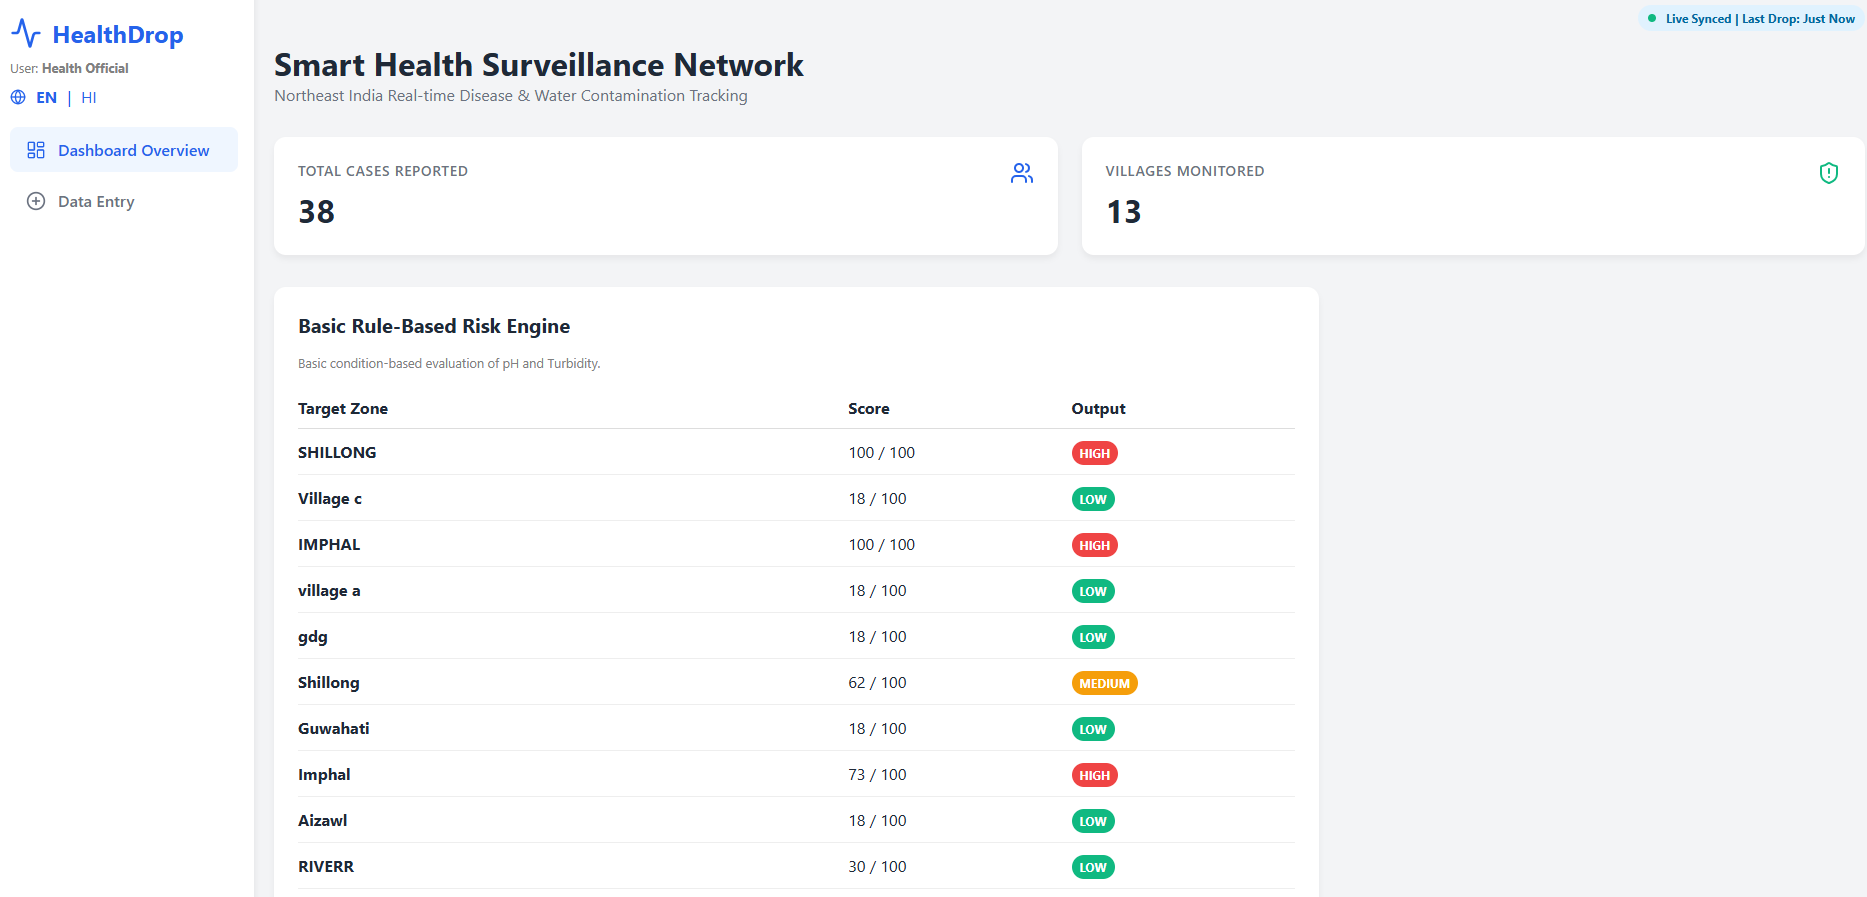 HealthDrop
User: Health Official
EN | HI
Dashboard Overview
Data Entry
Live Synced | Last Drop: Just Now
Smart Health Surveillance Network
Northeast India Real-time Disease & Water Contamination Tracking
TOTAL CASES REPORTED
38
VILLAGES MONITORED
13
Basic Rule-Based Risk Engine
Basic condition-based evaluation of pH and Turbidity.
Target Zone Score Output
SHILLONG 100 / 100 HIGH
Village c 18 / 100 LOW
IMPHAL 100 / 100 HIGH
village a 18 / 100 LOW
gdg 18 / 100 LOW
Shillong 62 / 100 MEDIUM
Guwahati 18 / 100 LOW
Imphal 73 / 100 HIGH
Aizawl 18 / 100 LOW
RIVERR 30 / 100 LOW